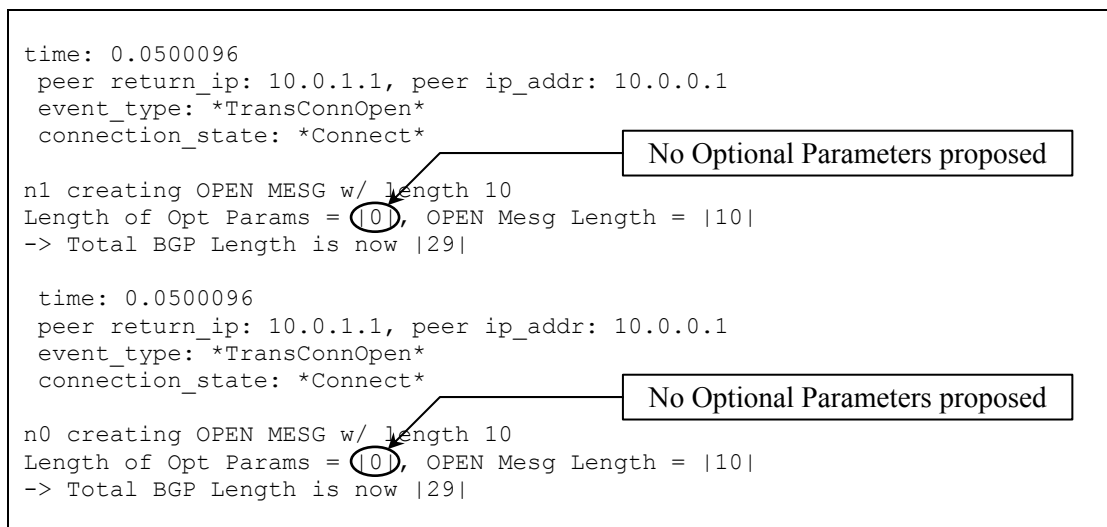 time: 0.0500096
peer return_ip: 10.0.1.1, peer ip_addr: 10.0.0.1
event_type: *TransConnOpen*
connection_state: *Connect*
No Optional Parameters proposed
n1 creating OPEN MESG w/ length 10
Length of Opt Params = |0|, OPEN Mesg Length = |10|
-> Total BGP Length is now |29|
time: 0.0500096
peer return_ip: 10.0.1.1, peer ip_addr: 10.0.0.1
event_type: *TransConnOpen*
connection_state: *Connect*
No Optional Parameters proposed
n0 creating OPEN MESG w/ length 10
Length of Opt Params = |0|, OPEN Mesg Length = |10|
-> Total BGP Length is now |29|